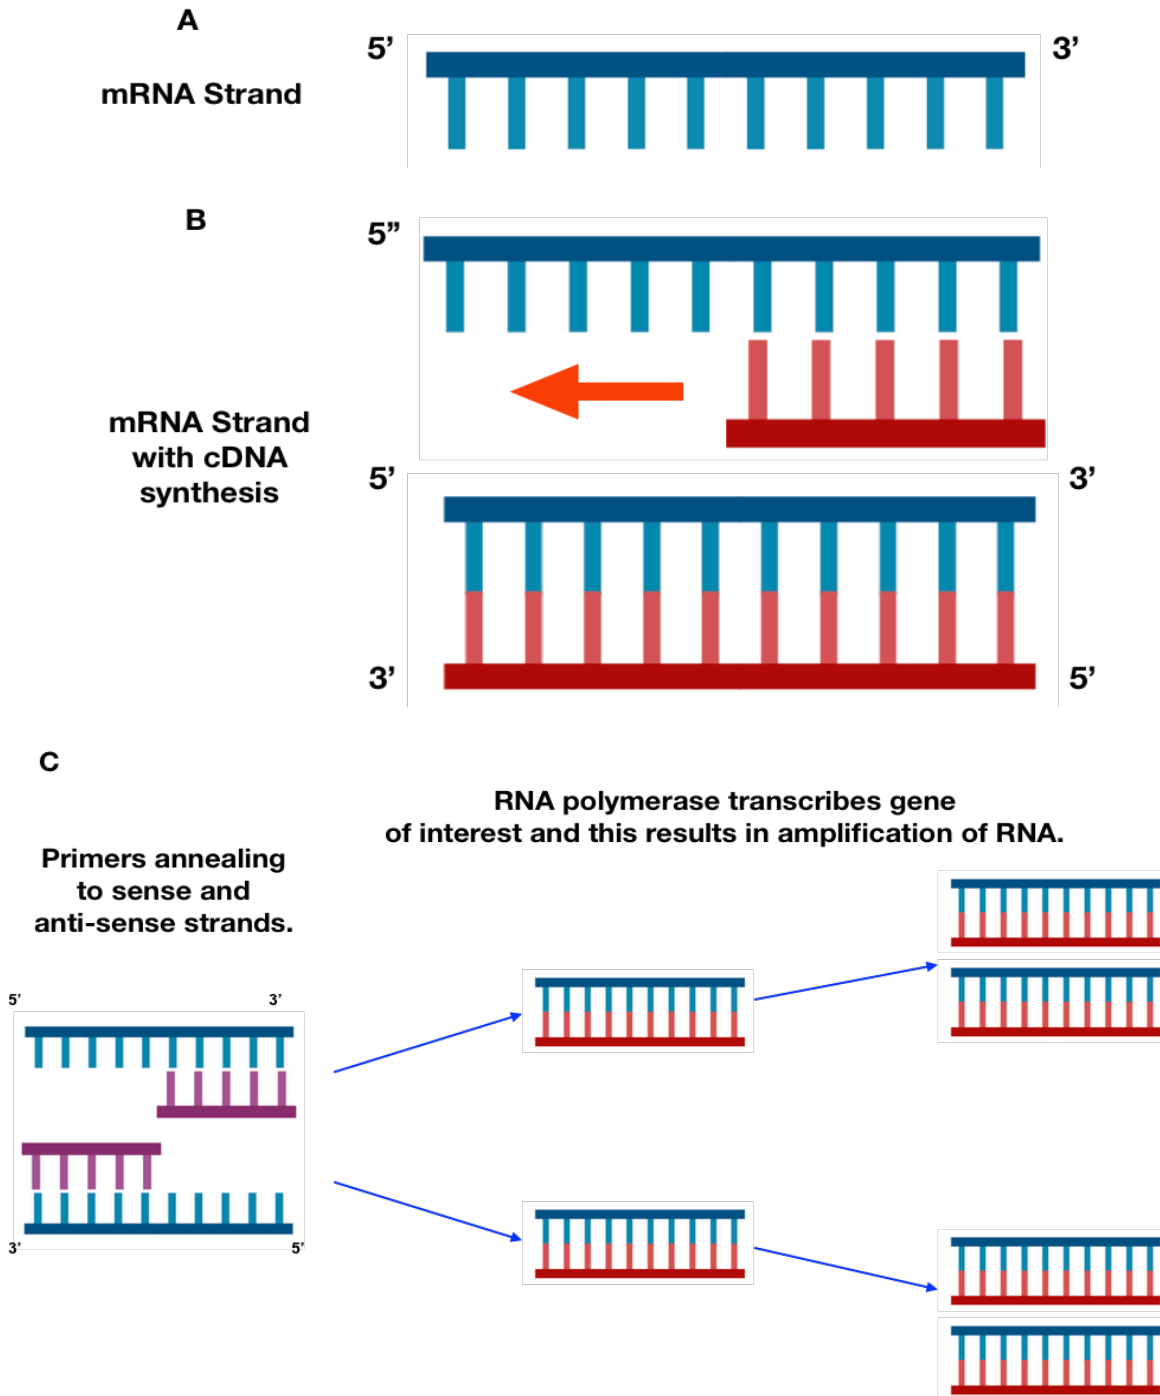 A
5’
3’
mRNA Strand
B
5”
mRNA Strand
with cDNA
synthesis
5’
3’
3’
5’
C
RNA polymerase transcribes gene
of interest and this results in amplification of RNA.
Primers annealing
to sense and
anti-sense strands.
5’
3’
3’
5’